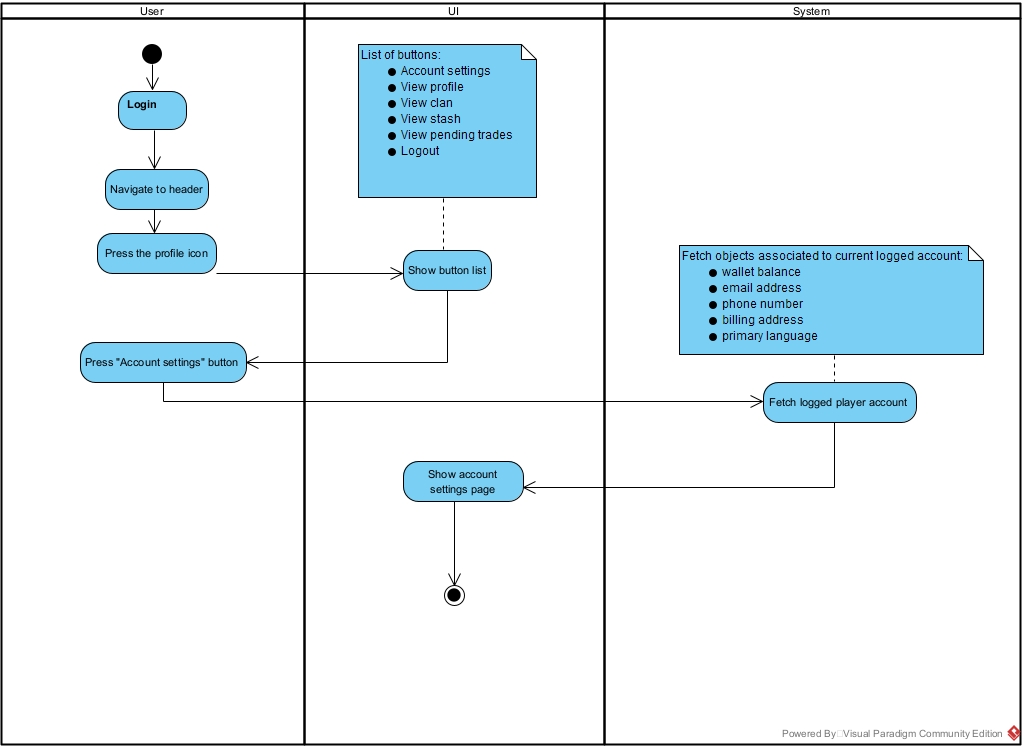 User
UI
System
List of buttons:
● Account settings
● View profile
● View clan
● View stash
● View pending trades
● Logout
Login
Navigate to header
Press the profile icon
Show button list
Fetch objects associated to current logged account:
● wallet balance
● email address
● phone number
● billing address
● primary language
Press "Account settings" button
Fetch logged player account
Show account
settings page
Powered By Visual Paradigm Community Edition